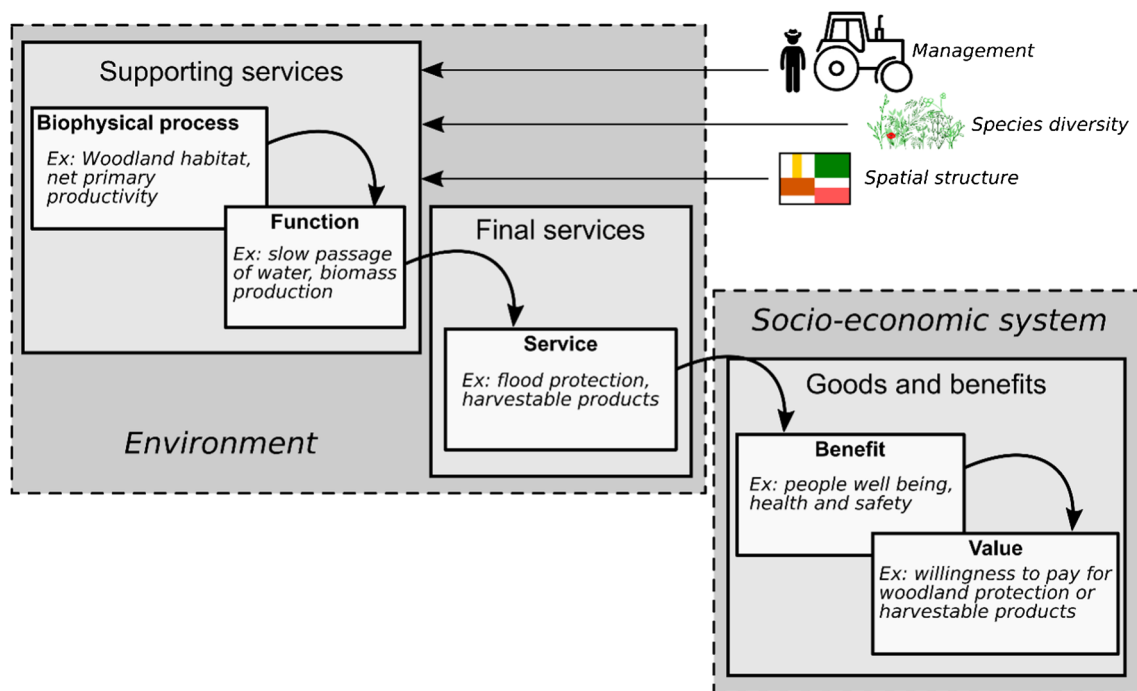 Supporting services
Biophysical process
Ex: Woodland habitat,
net primary
productivity
Function
Ex: slow passage
of water, biomass
production
Management
Species diversity
Spatial structure
Final services
Service
Ex: flood protection,
harvestable products
Environment
Socio-economic system
Goods and benefits
Benefit
Ex: people well being,
health and safety
Value
Ex: willingness to pay for
woodland protection or
harvestable products